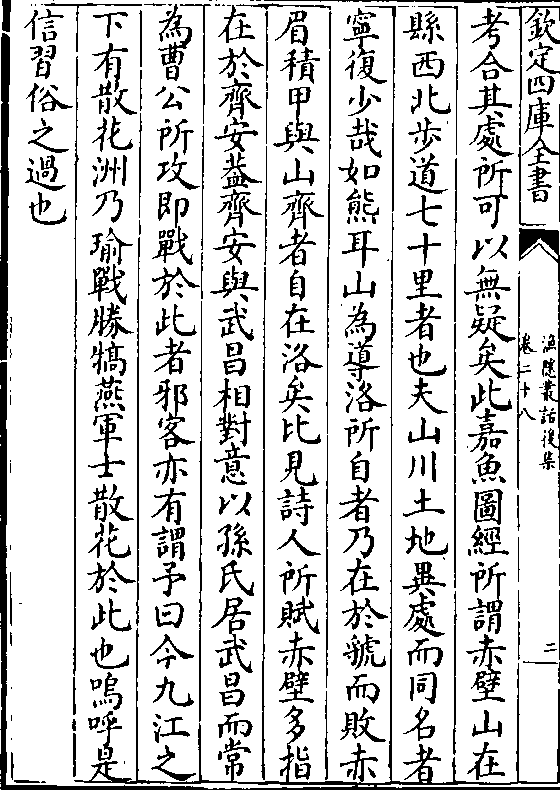 欽定四庫全書
漁隱叢話後集
卷二十八
三
考合其處所可以無疑矣此嘉魚圖經所謂赤壁山在
縣西北步道七十里者也夫山川土地異處而同名者
寧復少哉如熊耳山為導洛所自者乃在於虢而敗赤
眉積甲與山齊者自在洛矣比見詩人所賦赤壁多指
在於齊安葢齊安與武昌相對意以孫氏居武昌而常
為曹公所攻即戰於此者邪客亦有謂予曰今九江之
下有散花洲乃瑜戰勝犒燕軍士散花於此也嗚呼是
信習俗之過也